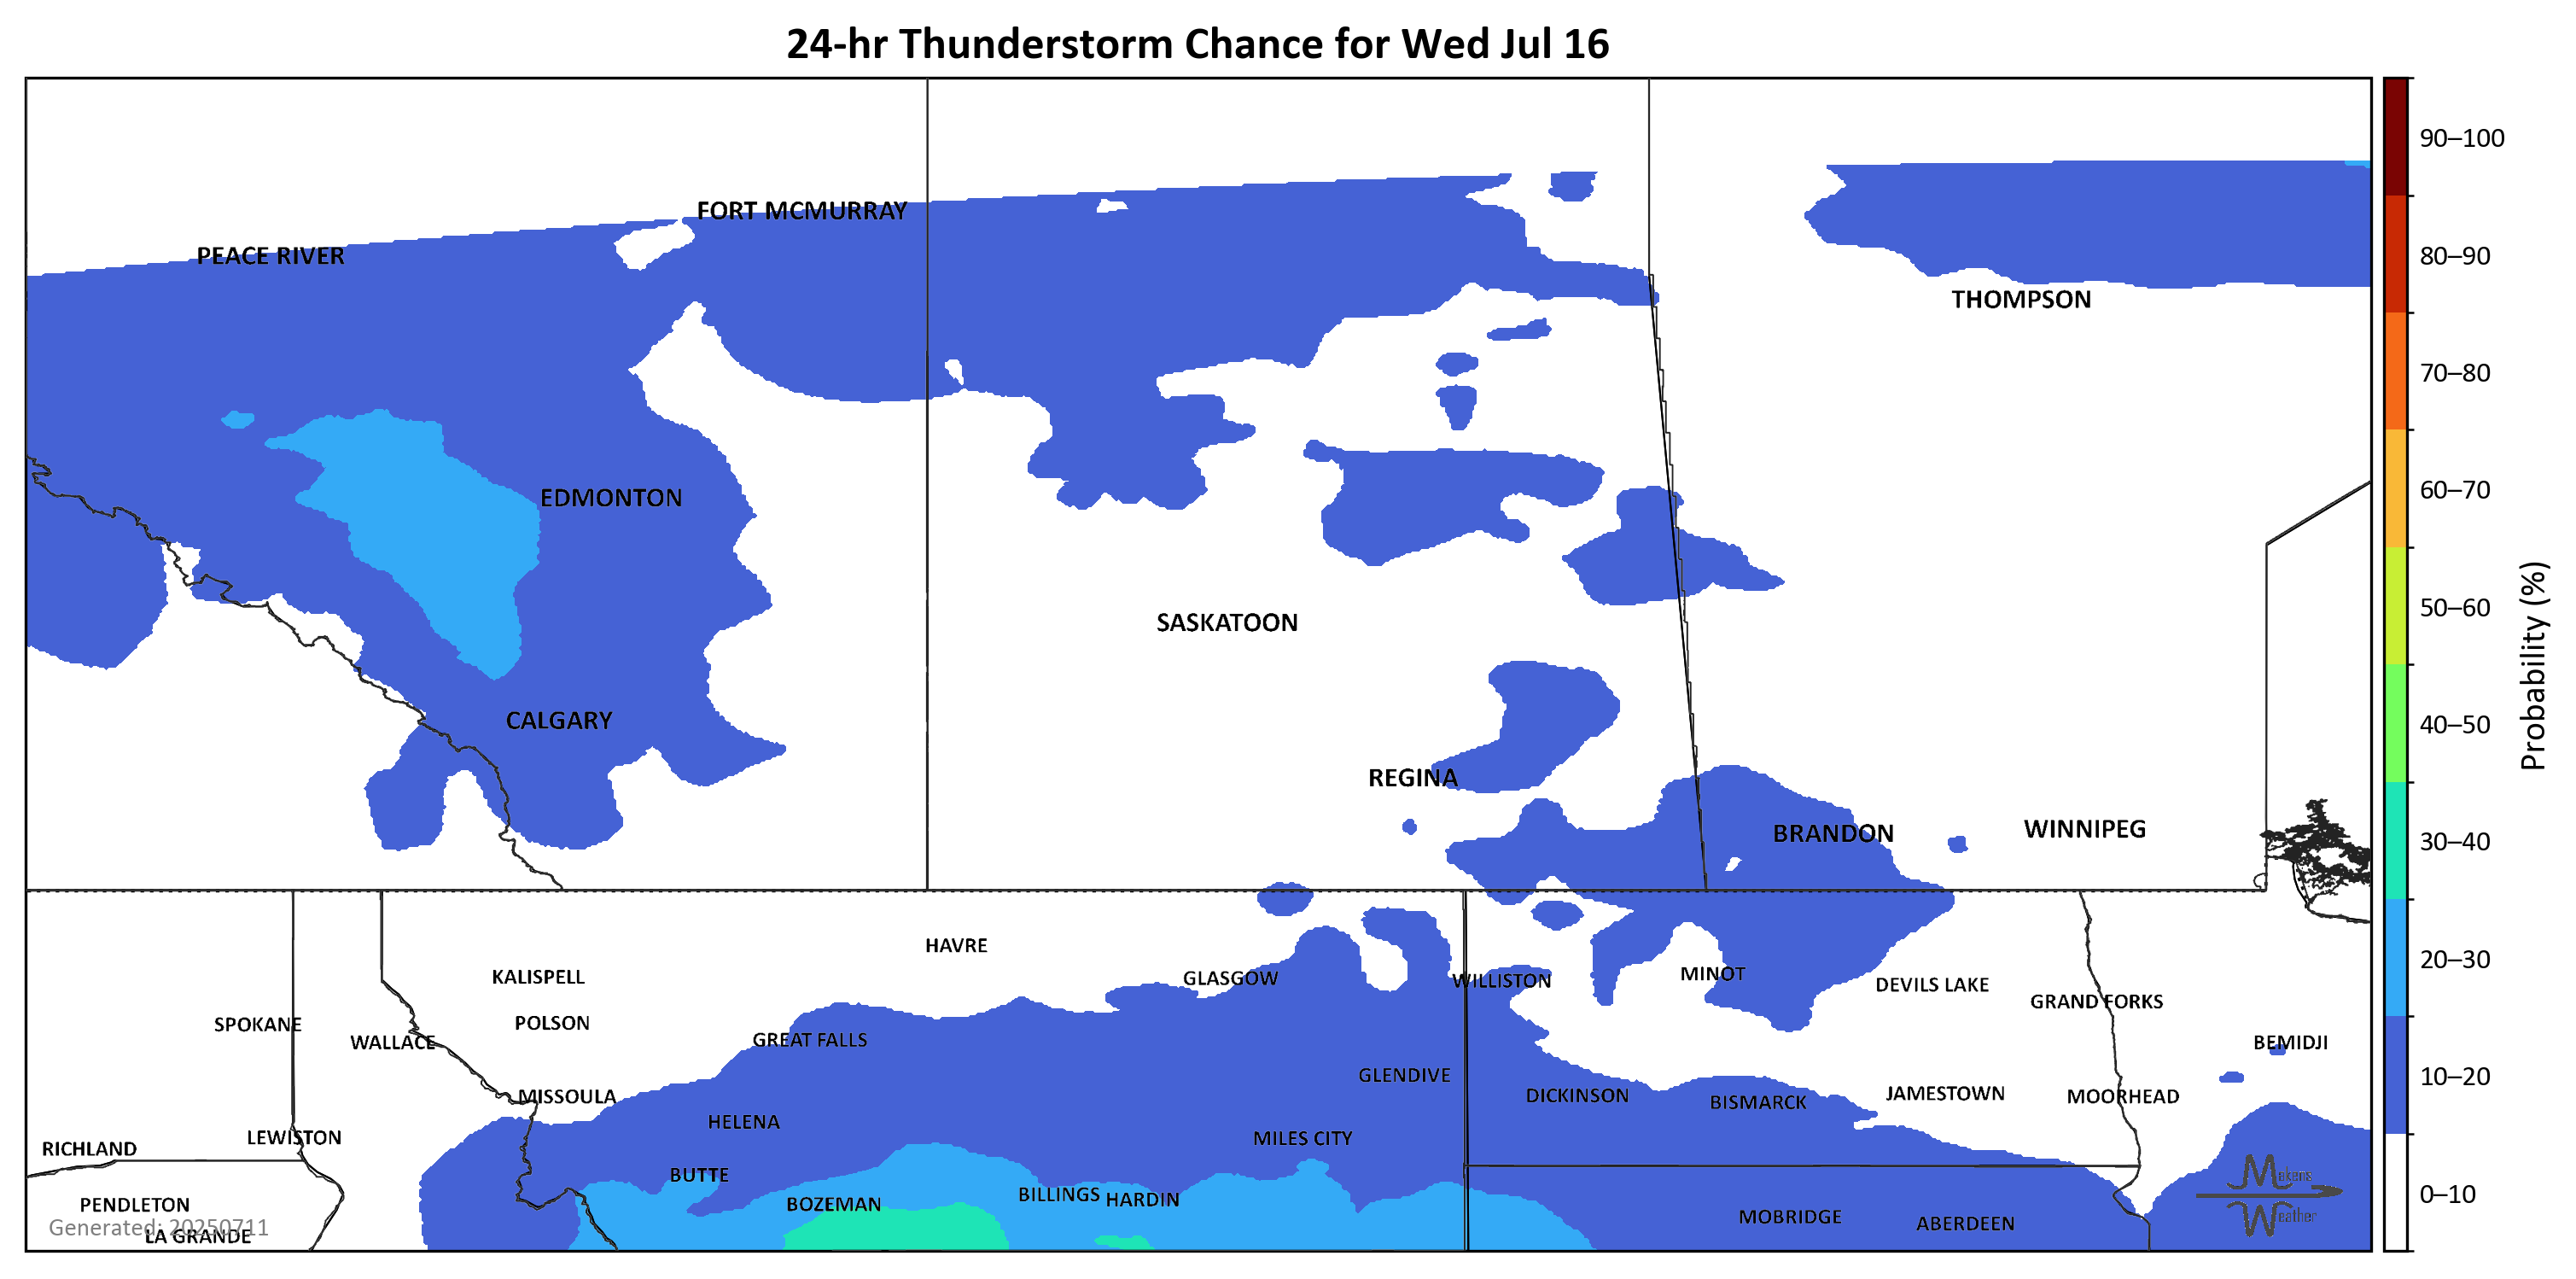 24-hr Thunderstorm Chance for Wed Jul 16
FORT MCMURRAY
PEACE RIVER
THOMPSON
EDMONTON
SASKATOON
CALGARY
REGINA
BRANDON
WINNIPEG
HAVRE
KALISPELL
GLASGOW
WILLISTON
MINOT
DEVILS LAKE
GRAND FORKS
SPOKANE
POLSON
WALLACE
GREAT FALLS
BEMIDJI
GLENDIVE
MISSOULA
DICKINSON
BISMARCK
JAMESTOWN
MOORHEAD
HELENA
LEWISTON
MILES CITY
RICHLAND
BUTTE
BILLINGS
HARDIN
PENDLETON
BOZEMAN
MOBRIDGE
ABERDEEN
Generated: 20250711
LA GRANDE
Mekens
Weather
90–100
80–90
70–80
60–70
50–60
40–50
30–40
20–30
10–20
0–10
Probability (%)